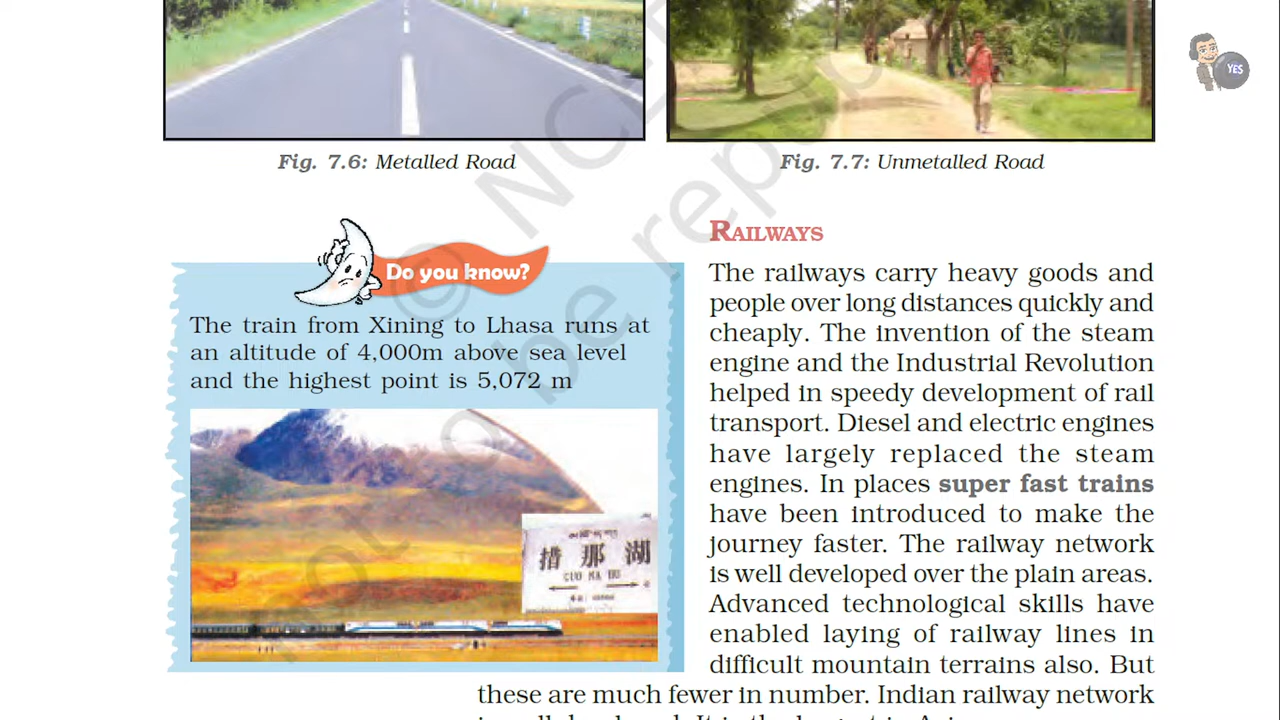 YES
Fig. 7.6: Metalled Road
Fig. 7.7: Unmetalled Road
Do you know?
The train from Xining to Lhasa runs at
an altitude of 4,000m above sea level
and the highest point is 5,072 m
措 那 湖
RAILWAYS
The railways carry heavy goods and
people over long distances quickly and
cheaply. The invention of the steam
engine and the Industrial Revolution
helped in speedy development of rail
transport. Diesel and electric engines
have largely replaced the steam
engines. In places super fast trains
have been introduced to make the
journey faster. The railway network
is well developed over the plain areas.
Advanced technological skills have
enabled laying of railway lines in
difficult mountain terrains also. But
these are much fewer in number. Indian railway network
© NCE
not to be repub